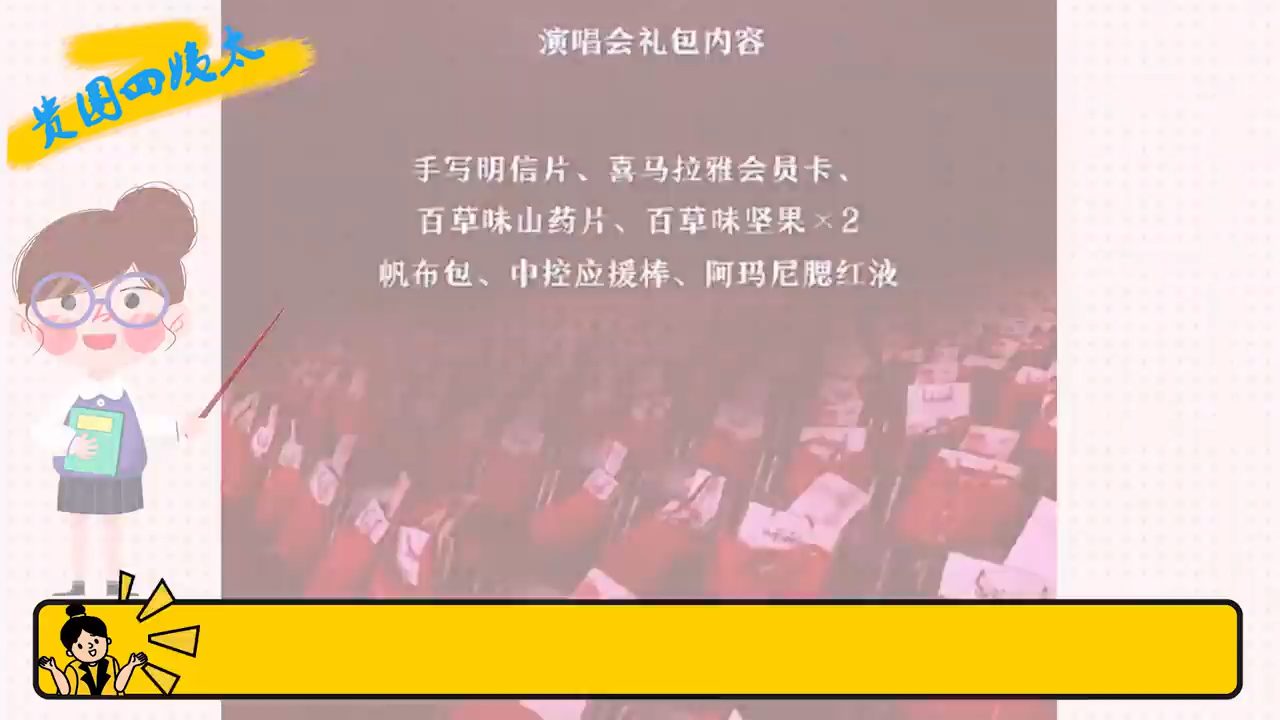 贵圈四姨太
演唱会礼包内容
手写明信片、喜马拉雅会员卡、
百草味山药片、百草味坚果×2
帆布包、中控应援棒、阿玛尼腮红液